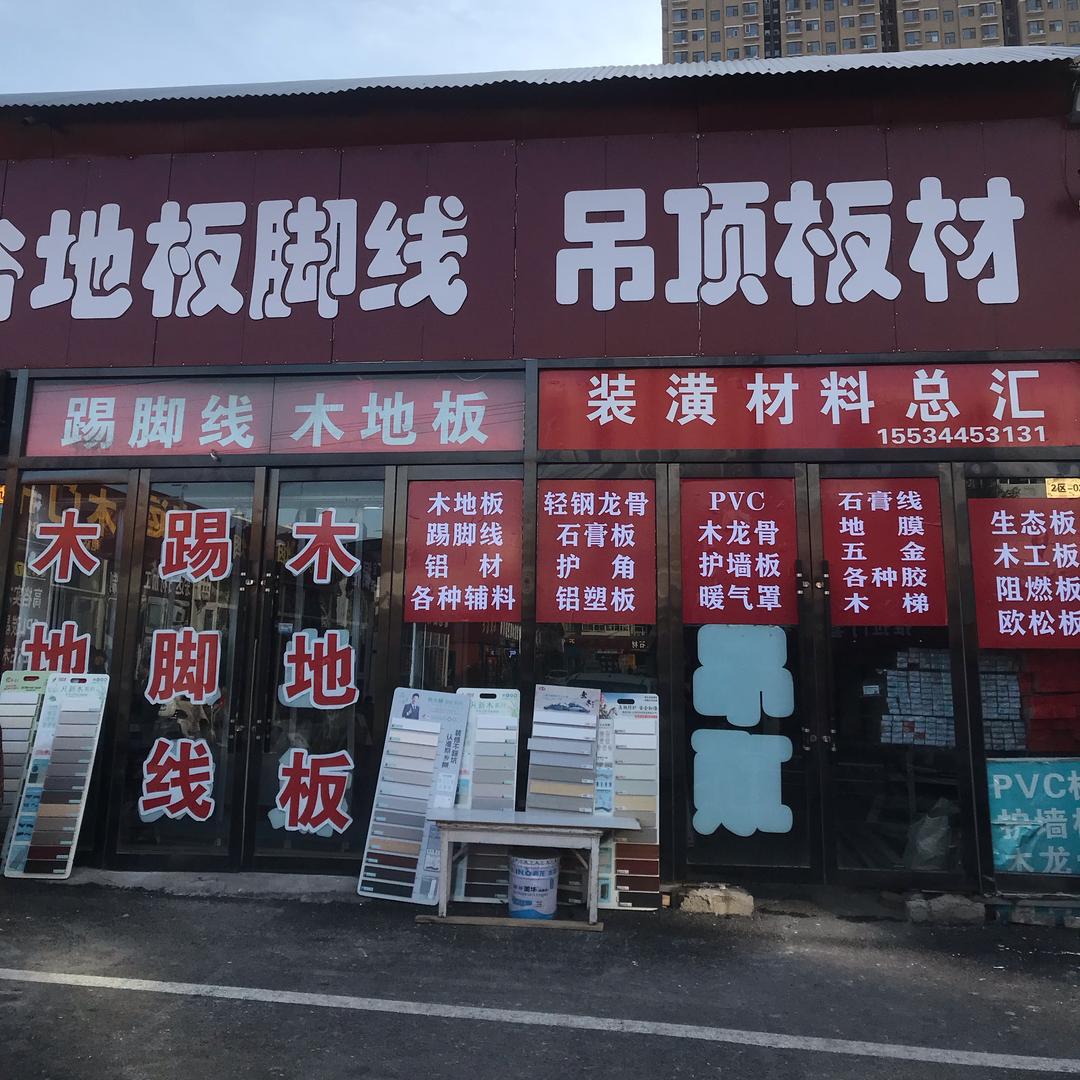 地板脚线 吊顶板材
踢脚线 木地板
装潢材料总汇
15534453131
木地
踢脚线
木地板
木地板
踢脚线
铝材
各种辅料
轻钢龙骨
石膏板
护角
铝塑板
PVC
木龙骨
护墙板
暖气罩
石膏线
地膜
五金
各种胶
木梯
2区
生态板
木工板
阻燃板
欧松板
PVC
护墙
木龙